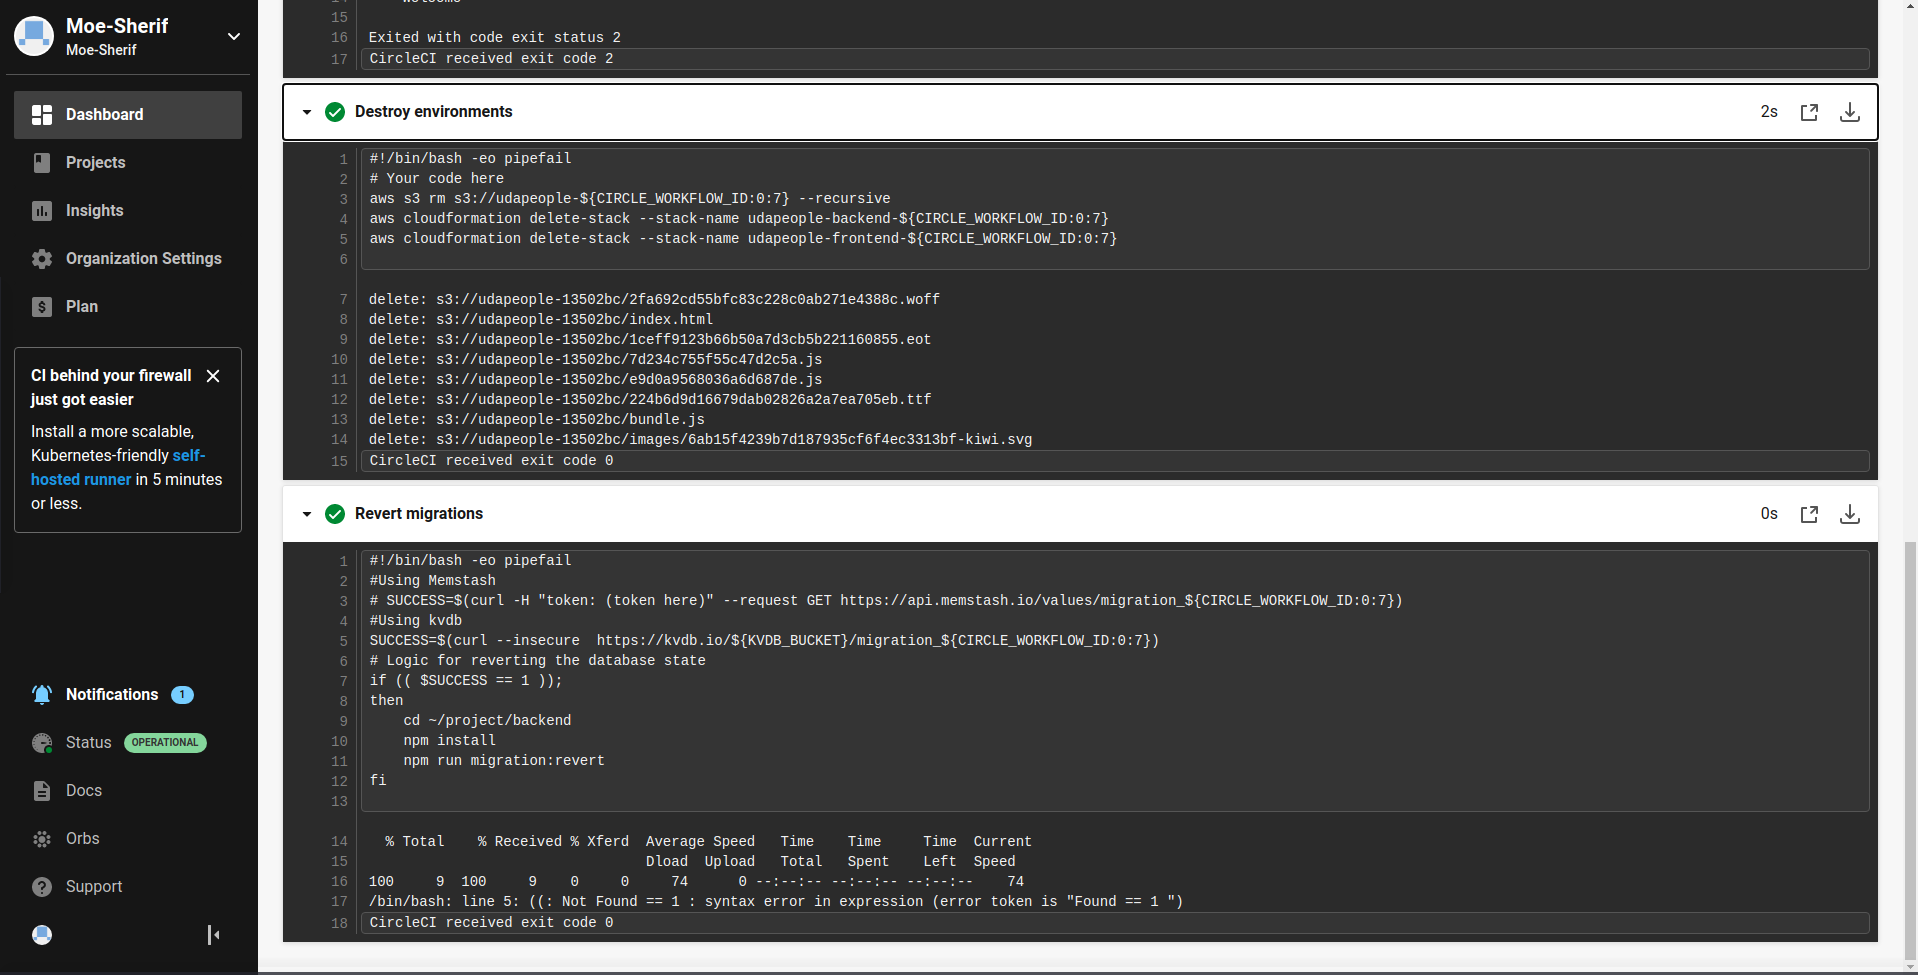 Moe-Sherif
Moe-Sherif
Dashboard
Projects
Insights
Organization Settings
Plan
CI behind your firewall
just got easier
Install a more scalable,
Kubernetes-friendly self-
hosted runner in 5 minutes
or less.
Notifications 1
Status OPERATIONAL
Docs
Orbs
Support
15
16 Exited with code exit status 2
17 CircleCI received exit code 2
Destroy environments 2s
1 #!/bin/bash -eo pipefail
2 # Your code here
3 aws s3 rm s3://udapeople-${CIRCLE_WORKFLOW_ID:0:7} --recursive
4 aws cloudformation delete-stack --stack-name udapeople-backend-${CIRCLE_WORKFLOW_ID:0:7}
5 aws cloudformation delete-stack --stack-name udapeople-frontend-${CIRCLE_WORKFLOW_ID:0:7}
6
7 delete: s3://udapeople-13502bc/2fa692cd55bfc83c228c0ab271e4388c.woff
8 delete: s3://udapeople-13502bc/index.html
9 delete: s3://udapeople-13502bc/1ceff9123b66b50a7d3cb5b221160855.eot
10 delete: s3://udapeople-13502bc/7d234c755f55c47d2c5a.js
11 delete: s3://udapeople-13502bc/e9d0a9568036a6d687de.js
12 delete: s3://udapeople-13502bc/224b6d9d16679dab02826a2a7ea705eb.ttf
13 delete: s3://udapeople-13502bc/bundle.js
14 delete: s3://udapeople-13502bc/images/6ab15f4239b7d187935cf6f4ec3313bf-kiwi.svg
15 CircleCI received exit code 0
Revert migrations 0s
1 #!/bin/bash -eo pipefail
2 #Using Memstash
3 # SUCCESS=$(curl -H "token: (token here)" --request GET https://api.memstash.io/values/migration_${CIRCLE_WORKFLOW_ID:0:7})
4 #Using kvdb
5 SUCCESS=$(curl --insecure  https://kvdb.io/${KVDB_BUCKET}/migration_${CIRCLE_WORKFLOW_ID:0:7})
6 # Logic for reverting the database state
7 if (( $SUCCESS == 1 ));
8 then
9     cd ~/project/backend
10     npm install
11     npm run migration:revert
12 fi
13
14   % Total    % Received % Xferd  Average Speed   Time    Time     Time  Current
15                                  Dload  Upload   Total   Spent    Left  Speed
16 100     9  100     9    0     0     74      0 --:--:-- --:--:-- --:--:--    74
17 /bin/bash: line 5: ((: Not Found == 1 : syntax error in expression (error token is "Found == 1 ")
18 CircleCI received exit code 0